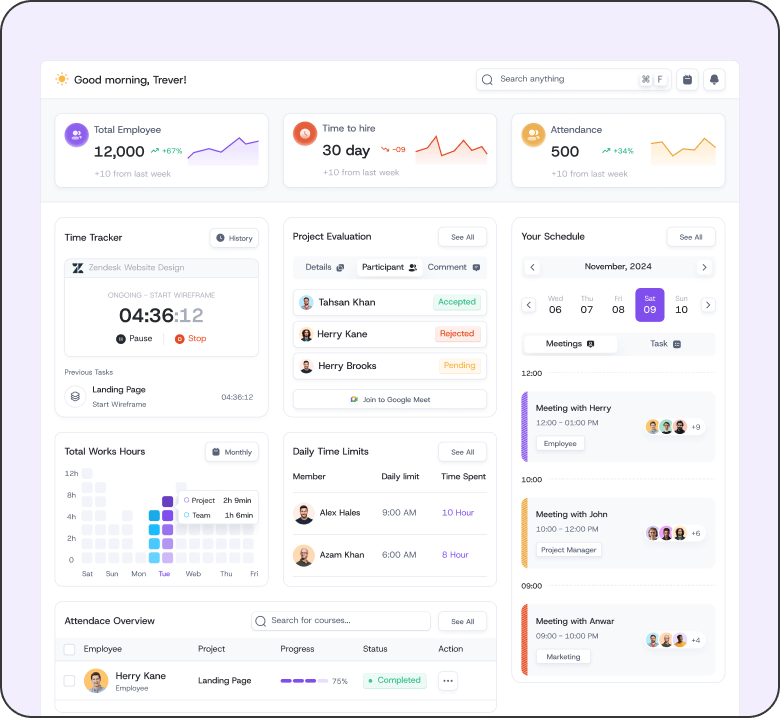 Good morning, Trever!
Search anything
⌘ F
Total Employee
12,000 +67%
+10 from last week
Time to hire
30 day -09
+10 from last week
Attendance
500 +34%
+10 from last week
Time Tracker
History
Zendesk Website Design
ONGOING - START WIREFRAME
04:36:12
Pause Stop
Previous Tasks
Landing Page
Start Wireframe
04:36:12
Project Evaluation
See All
Details Participant Comment
Tahsan Khan Accepted
Herry Kane Rejected
Herry Brooks Pending
Join to Google Meet
Your Schedule
See All
November, 2024
Wed Thu Fri Sat Sun
06 07 08 09 10
Meetings Task
12:00
Meeting with Herry
12:00 - 01:00 PM
Employee
+9
10:00
Meeting with John
10:00 - 12:00 PM
Project Manager
+6
09:00
Meeting with Anwar
09:00 - 10:00 PM
Marketing
+4
Total Works Hours
Monthly
12h
8h
4h
2h
0
Project 2h 9min
Team 1h 6min
Sat Sun Mon Tue Web Thu Fri
Daily Time Limits
See All
Member Daily limit Time Spent
Alex Hales 9:00 AM 10 Hour
Azam Khan 6:00 AM 8 Hour
Attendace Overview
Search for courses...
See All
Employee Project Progress Status Action
Herry Kane
Employee
Landing Page
75%
Completed